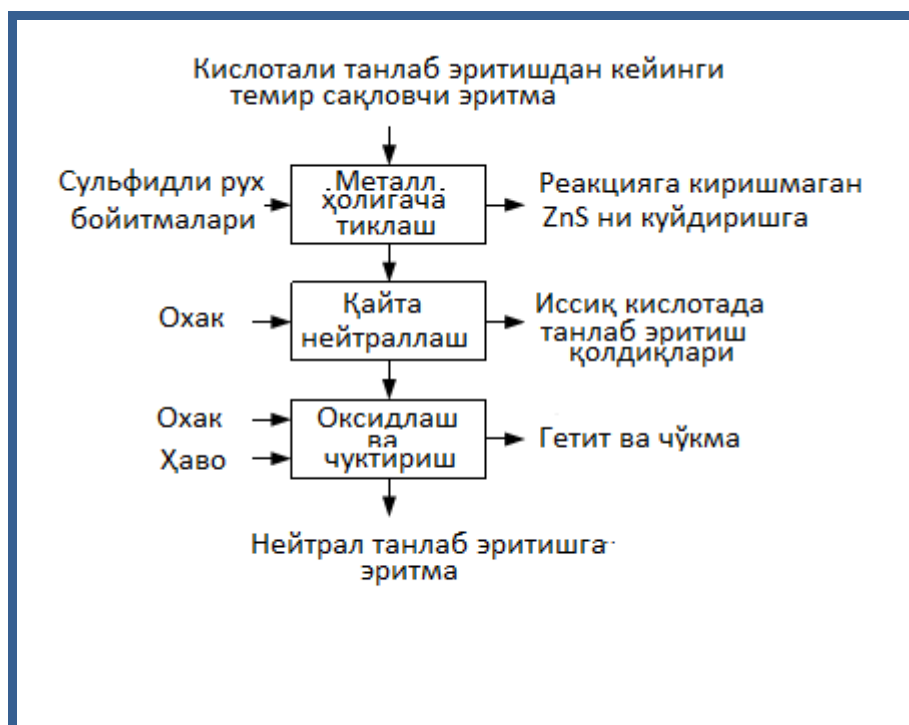 Кислотали танлаб эритишдан кейинги
темир сақловчи эритма
Сульфидли рух
бойитмалари
Металл
ҳолигача
тиклаш
Реакцияга киришмаган
ZnS ни куйдиришга
Охак
Қайта
нейтраллаш
Иссиқ кислотада
танлаб эритиш
қолдиқлари
Охак
Ҳаво
Оксидлаш
ва
чуктириш
Гетит ва чўкма
Нейтрал танлаб эритишга
эритма